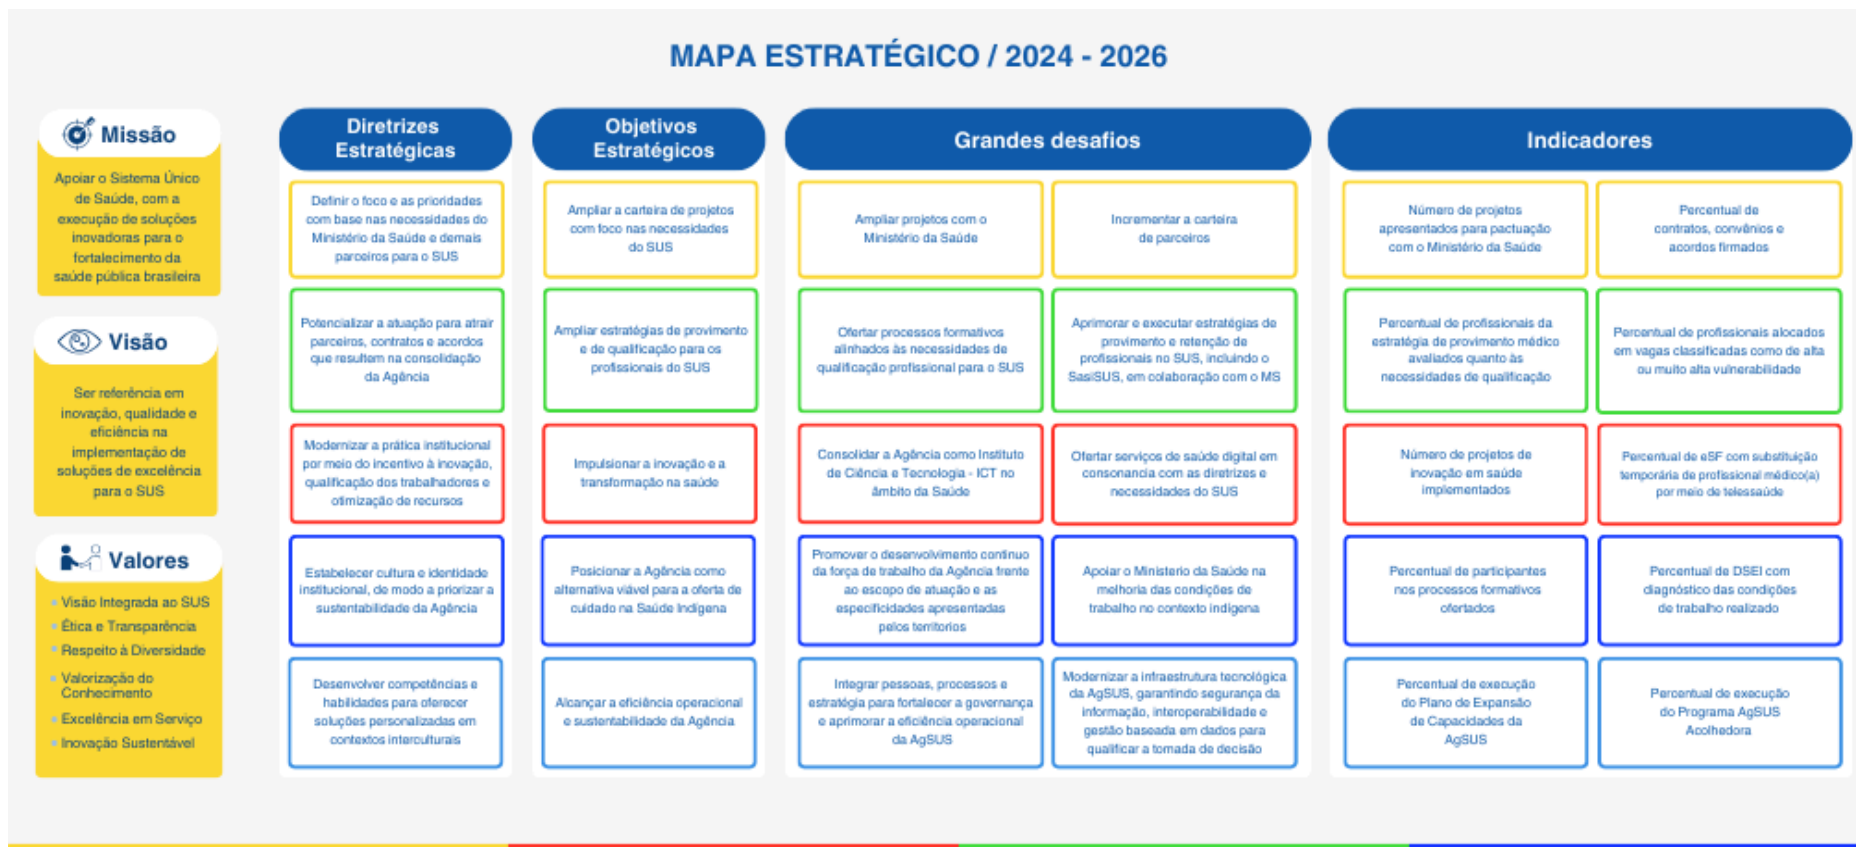 MAPA ESTRATÉGICO / 2024 - 2026
Missão
Apoiar o Sistema Único
de Saúde, com a
execução de soluções
inovadoras para o
fortalecimento da
saúde pública brasileira
Visão
Ser referência em
inovação, qualidade e
eficiência na
implementação de
soluções de excelência
para o SUS
Valores
Visão Integrada ao SUS
Ética e Transparência
Respeito à Diversidade
Valorização do
Conhecimento
Excelência em Serviço
Inovação Sustentável
Diretrizes
Estratégicas
Definir o foco e as prioridades
com base nas necessidades do
Ministério da Saúde e demais
parceiros para o SUS
Potencializar a atuação para atrair
parceiros, contratos e acordos
que resultem na consolidação
da Agência
Modernizar a prática institucional
por meio do incentivo à inovação,
qualificação dos trabalhadores e
otimização de recursos
Estabelecer cultura e identidade
institucional, de modo a priorizar a
sustentabilidade da Agência
Desenvolver competências e
habilidades para oferecer
soluções personalizadas em
contextos interculturais
Objetivos
Estratégicos
Ampliar a carteira de projetos
com foco nas necessidades
do SUS
Ampliar estratégias de provimento
e de qualificação para os
profissionais do SUS
Impulsionar a inovação e a
transformação na saúde
Posicionar a Agência como
alternativa viável para a oferta de
cuidado na Saúde Indígena
Alcançar a eficiência operacional
e sustentabilidade da Agência
Grandes desafios
Ampliar projetos com o
Ministério da Saúde
Incrementar a carteira
de parceiros
Ofertar processos formativos
alinhados às necessidades de
qualificação profissional para o SUS
Aprimorar e executar estratégias de
provimento e retenção de
profissionais no SUS, incluindo o
SasiSUS, em colaboração com o MS
Consolidar a Agência como Instituto
de Ciência e Tecnologia - ICT no
âmbito da Saúde
Ofertar serviços de saúde digital em
consonancia com as diretrizes e
necessidades do SUS
Promover o desenvolvimento continuo
da força de trabalho da Agência frente
ao escopo de atuação e as
especificidades apresentadas
pelos territorios
Apoiar o Ministerio da Saúde na
melhoria das condições de
trabalho no contexto indígena
Integrar pessoas, processos e
estratégia para fortalecer a governança
e aprimorar a eficiência operacional
da AgSUS
Modernizar a infraestrutura tecnológica
da AgSUS, garantindo segurança da
informação, interoperabilidade e
gestão baseada em dados para
qualificar a tomada de decisão
Indicadores
Número de projetos
apresentados para pactuação
com o Ministério da Saúde
Percentual de
contratos, convênios e
acordos firmados
Percentual de profissionais da
estratégia de provimento médico
avaliados quanto às
necessidades de qualificação
Percentual de profissionais alocados
em vagas classificadas como de alta
ou muito alta vulnerabilidade
Número de projetos de
inovação em saúde
implementados
Percentual de eSF com substituição
temporária de profissional médico(a)
por meio de telessaúde
Percentual de participantes
nos processos formativos
ofertados
Percentual de DSEI com
diagnóstico das condições
de trabalho realizado
Percentual de execução
do Plano de Expansão
de Capacidades da
AgSUS
Percentual de execução
do Programa AgSUS
Acolhedora